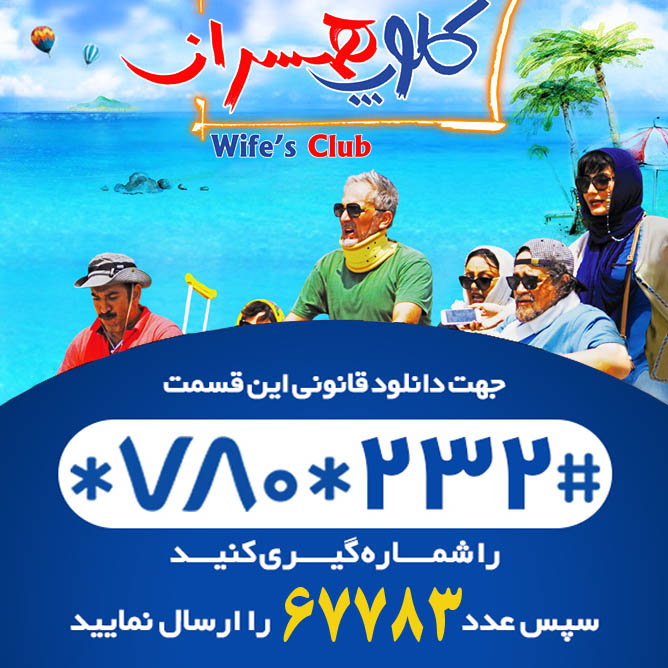 کلوپ همسران
Wife's Club
جهت دانلود قانونی این قسمت
*۷۸۰*۲۳۲#
را شماره گیری کنید
سپس عدد ۶۷۷۸۳ را ارسال نمایید